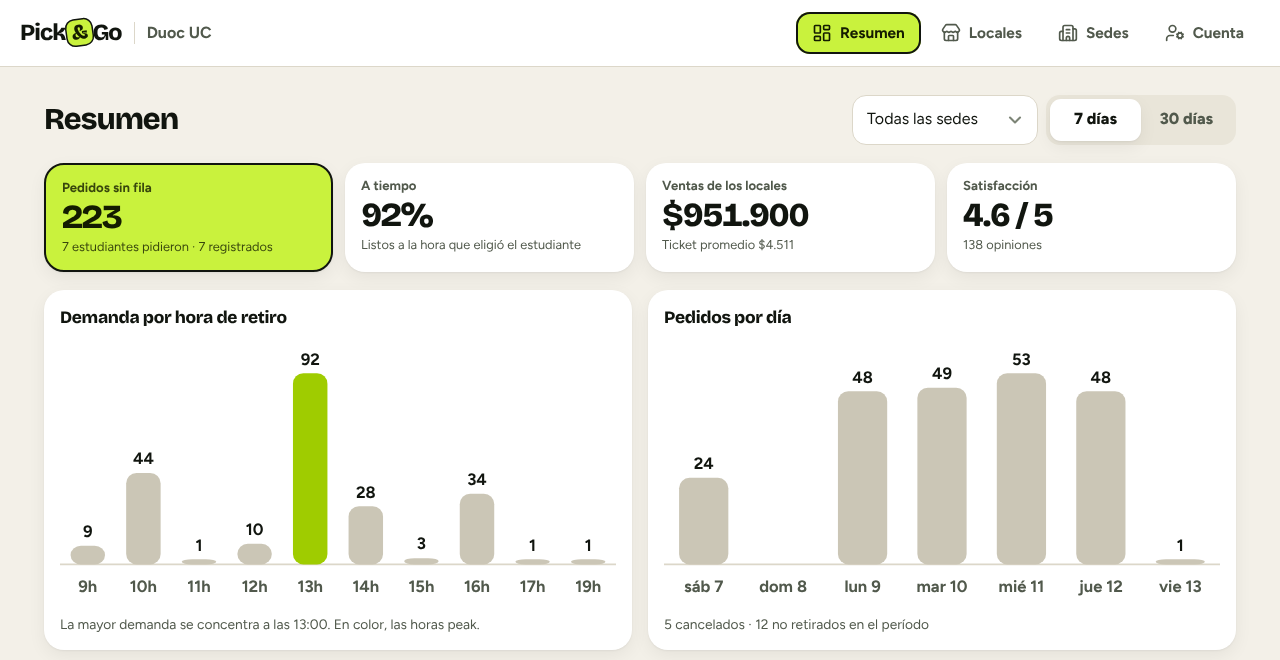 Pick&Go
Duoc UC
Resumen
Locales
Sedes
Cuenta
Resumen
Todas las sedes
7 días
30 días
Pedidos sin fila
223
7 estudiantes pidieron · 7 registrados
A tiempo
92%
Listos a la hora que eligió el estudiante
Ventas de los locales
$951.900
Ticket promedio $4.511
Satisfacción
4.6 / 5
138 opiniones
Demanda por hora de retiro
9
44
1
10
92
28
3
34
1
1
9h
10h
11h
12h
13h
14h
15h
16h
17h
19h
La mayor demanda se concentra a las 13:00. En color, las horas peak.
Pedidos por día
24
48
49
53
48
1
sáb 7
dom 8
lun 9
mar 10
mié 11
jue 12
vie 13
5 cancelados · 12 no retirados en el período